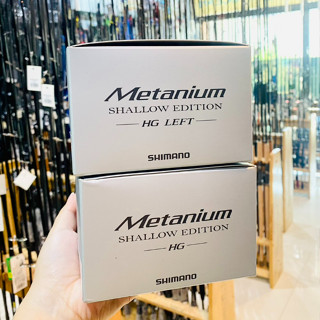 Metanium
SHALLOW EDITION
HG LEFT
SHIMANO
Metanium
SHALLOW EDITION
HG
SHIMANO